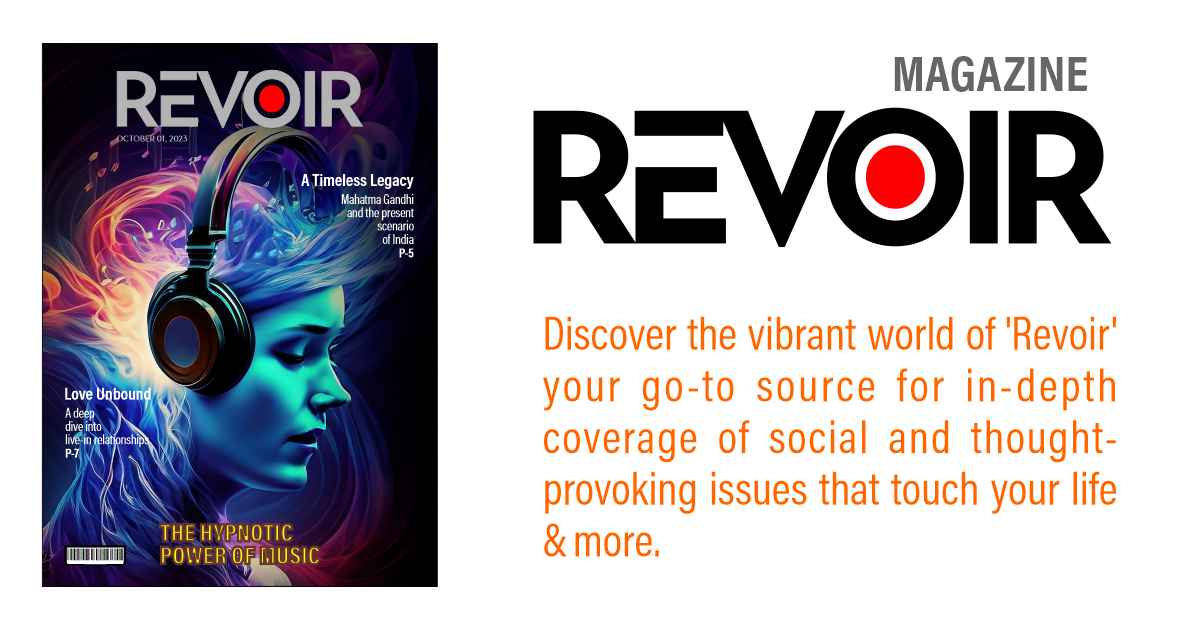 REVOIR
OCTOBER 01, 2023
A Timeless Legacy
Mahatma Gandhi
and the present
scenario
of India
P-5
Love Unbound
A deep
dive into
live-in relationships
P-7
THE HYPNOTIC
POWER OF MUSIC
MAGAZINE
REVOIR
Discover the vibrant world of 'Revoir'
your go-to source for in-depth
coverage of social and thought-
provoking issues that touch your life
& more.